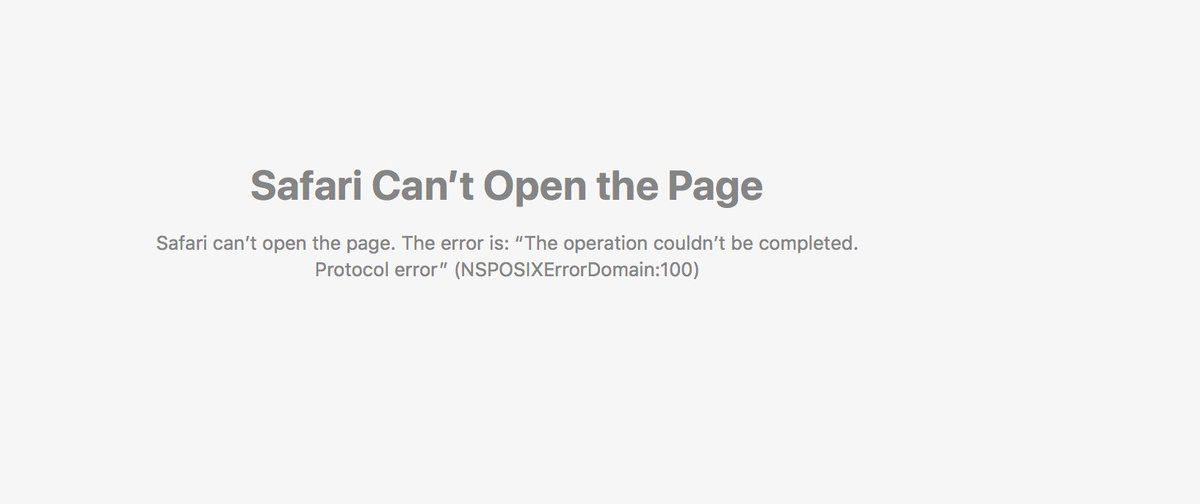 Safari Can’t Open the Page
Safari can’t open the page. The error is: “The operation couldn’t be completed.
Protocol error” (NSPOSIXErrorDomain:100)